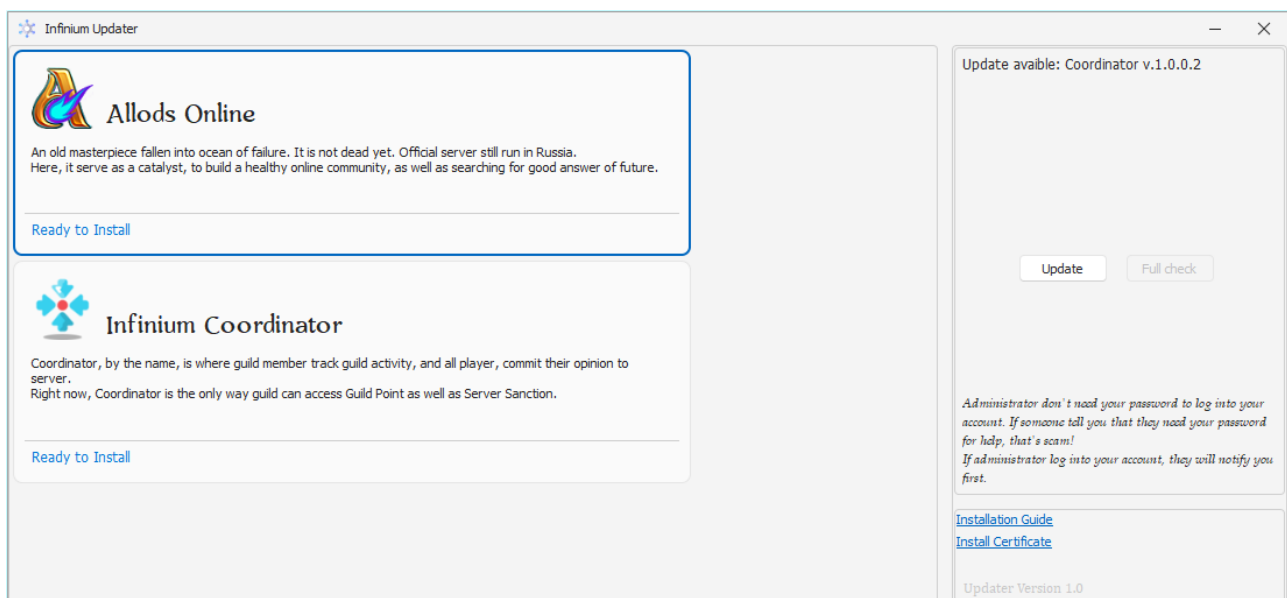 Infinium Updater
Allods Online
An old masterpiece fallen into ocean of failure. It is not dead yet. Official server still run in Russia.
Here, it serve as a catalyst, to build a healthy online community, as well as searching for good answer of future.
Ready to Install
Infinium Coordinator
Coordinator, by the name, is where guild member track guild activity, and all player, commit their opinion to
server.
Right now, Coordinator is the only way guild can access Guild Point as well as Server Sanction.
Ready to Install
Update avaible: Coordinator v.1.0.0.2
Update
Full check
Administrator don't need your password to log into your
account. If someone tell you that they need your password
for help, that's scam!
If administrator log into your account, they will notify you
first.
Installation Guide
Install Certificate
Updater Version 1.0